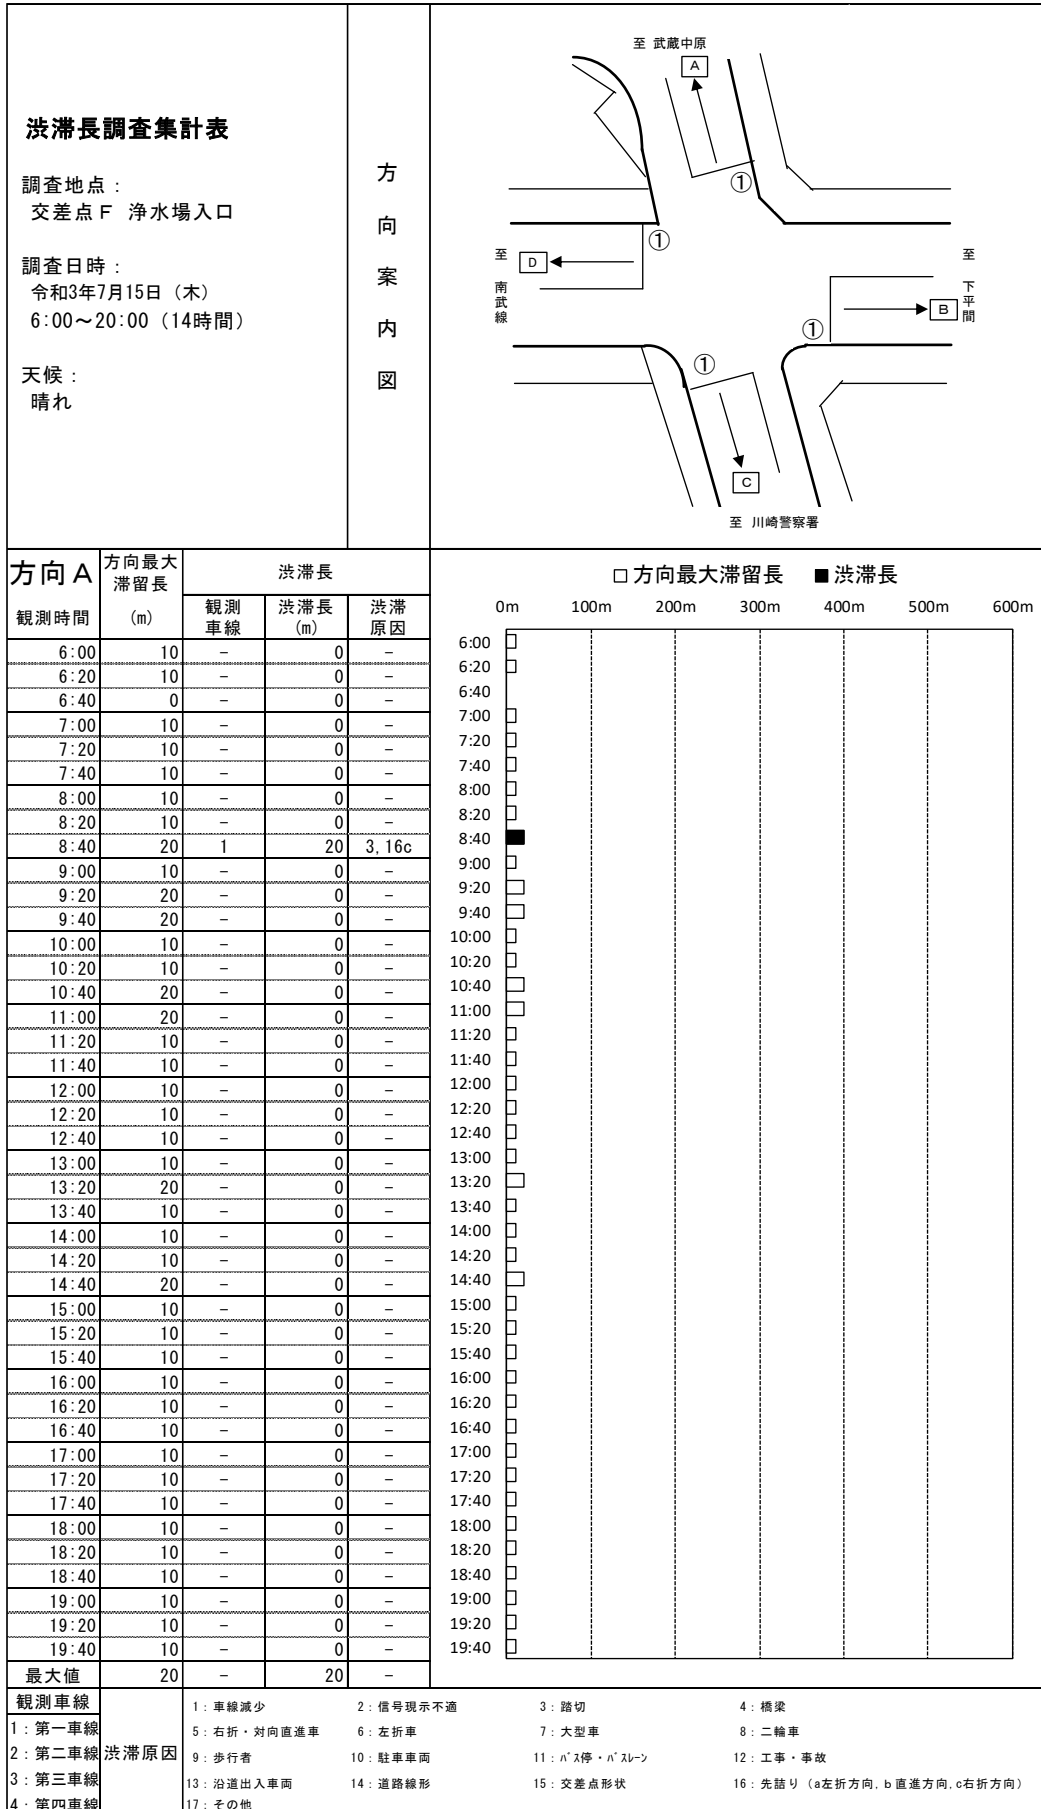 渋滞長調査集計表
調査地点：
交差点Ｆ 浄水場入口
調査日時：
令和3年7月15日（木）
6:00～20:00（14時間）
天候：
晴れ
方向案内図
至 武蔵中原
A
①
①
至 南武線
D
至 下平間
B
①
①
C
至 川崎警察署
方向Ａ 方向最大滞留長 渋滞長
観測時間 (m) 観測車線 渋滞長(m) 渋滞原因
6:00 10 － 0 －
6:20 10 － 0 －
6:40 0 － 0 －
7:00 10 － 0 －
7:20 10 － 0 －
7:40 10 － 0 －
8:00 10 － 0 －
8:20 10 － 0 －
8:40 20 1 20 3,16c
9:00 10 － 0 －
9:20 20 － 0 －
9:40 20 － 0 －
10:00 10 － 0 －
10:20 10 － 0 －
10:40 20 － 0 －
11:00 20 － 0 －
11:20 10 － 0 －
11:40 10 － 0 －
12:00 10 － 0 －
12:20 10 － 0 －
12:40 10 － 0 －
13:00 10 － 0 －
13:20 20 － 0 －
13:40 10 － 0 －
14:00 10 － 0 －
14:20 10 － 0 －
14:40 20 － 0 －
15:00 10 － 0 －
15:20 10 － 0 －
15:40 10 － 0 －
16:00 10 － 0 －
16:20 10 － 0 －
16:40 10 － 0 －
17:00 10 － 0 －
17:20 10 － 0 －
17:40 10 － 0 －
18:00 10 － 0 －
18:20 10 － 0 －
18:40 10 － 0 －
19:00 10 － 0 －
19:20 10 － 0 －
19:40 10 － 0 －
最大値 20 － 20 －
□方向最大滞留長 ■渋滞長
0m 100m 200m 300m 400m 500m 600m
6:00
6:20
6:40
7:00
7:20
7:40
8:00
8:20
8:40
9:00
9:20
9:40
10:00
10:20
10:40
11:00
11:20
11:40
12:00
12:20
12:40
13:00
13:20
13:40
14:00
14:20
14:40
15:00
15:20
15:40
16:00
16:20
16:40
17:00
17:20
17:40
18:00
18:20
18:40
19:00
19:20
19:40
観測車線
1：第一車線
2：第二車線
3：第三車線
4：第四車線
渋滞原因
1：車線減少 2：信号現示不適 3：踏切 4：橋梁
5：右折・対向直進車 6：左折車 7：大型車 8：二輪車
9：歩行者 10：駐車車両 11：ﾊﾞｽ停・ﾊﾞｽﾚｰﾝ 12：工事・事故
13：沿道出入車両 14：道路線形 15：交差点形状 16：先詰り（a左折方向,ｂ直進方向,c右折方向）
17：その他